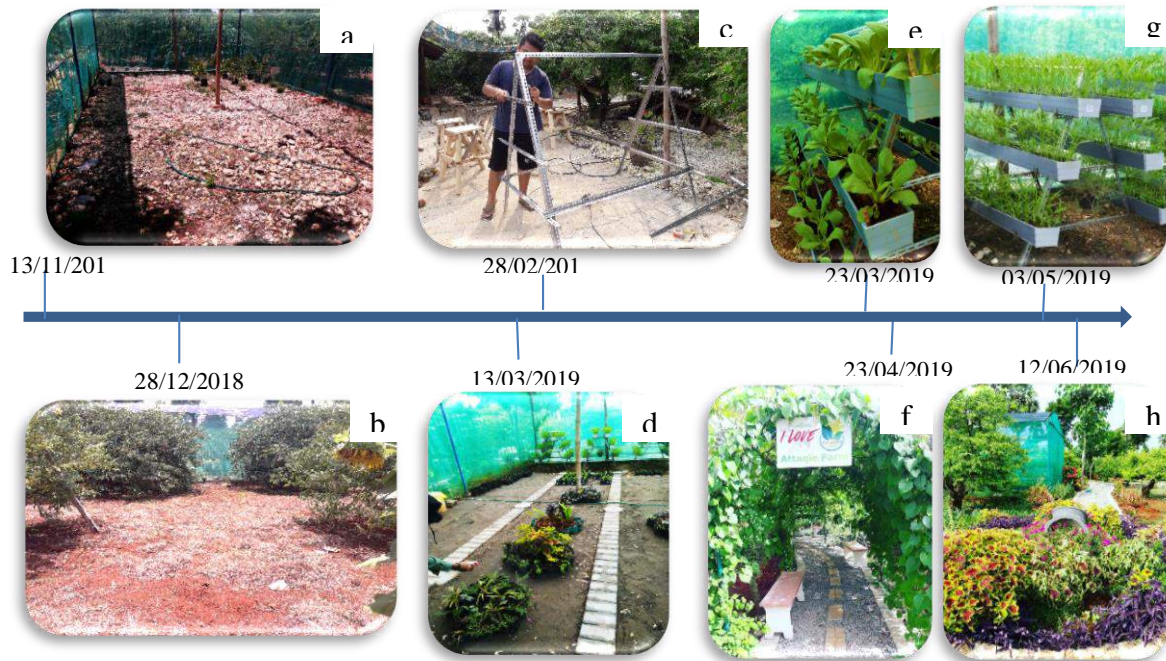 a
c
e
g
13/11/201
28/02/201
23/03/2019
03/05/2019
28/12/2018
13/03/2019
23/04/2019
12/06/2019
b
d
f
h
I LOVE
Attaqie Farm